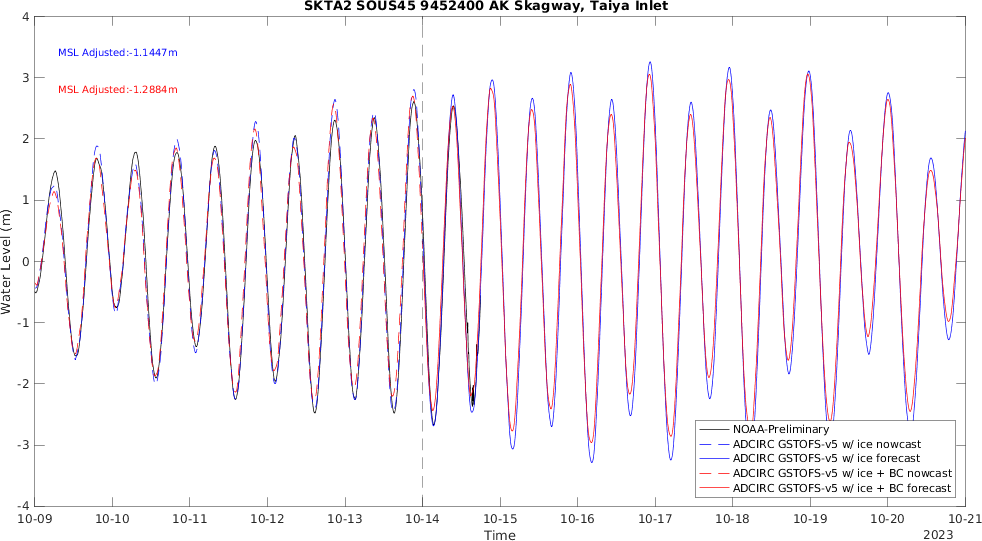 SKTA2 SOUS45 9452400 AK Skagway, Taiya Inlet
MSL Adjusted:-1.1447m
MSL Adjusted:-1.2884m
Water Level (m)
4
3
2
1
0
-1
-2
-3
-4
NOAA-Preliminary
ADCIRC GSTOFS-v5 w/ ice nowcast
ADCIRC GSTOFS-v5 w/ ice forecast
ADCIRC GSTOFS-v5 w/ ice + BC nowcast
ADCIRC GSTOFS-v5 w/ ice + BC forecast
10-09 10-10 10-11 10-12 10-13 10-14 10-15 10-16 10-17 10-18 10-19 10-20 10-21
Time
2023